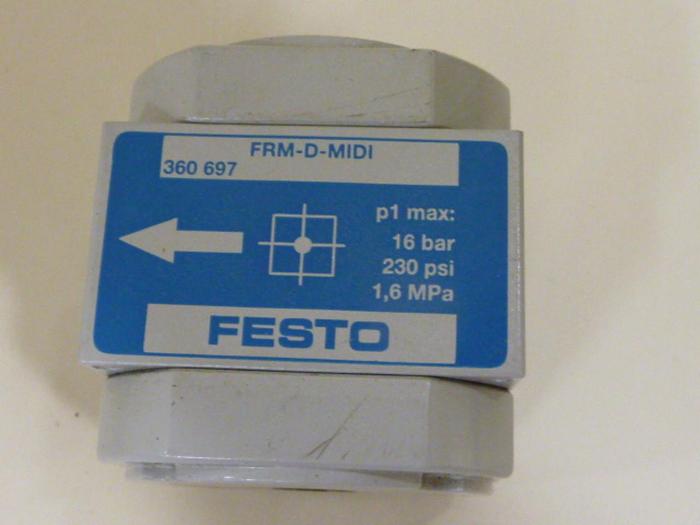 FRM-D-MIDI
360 697
p1 max:
16 bar
230 psi
1,6 MPa
FESTO